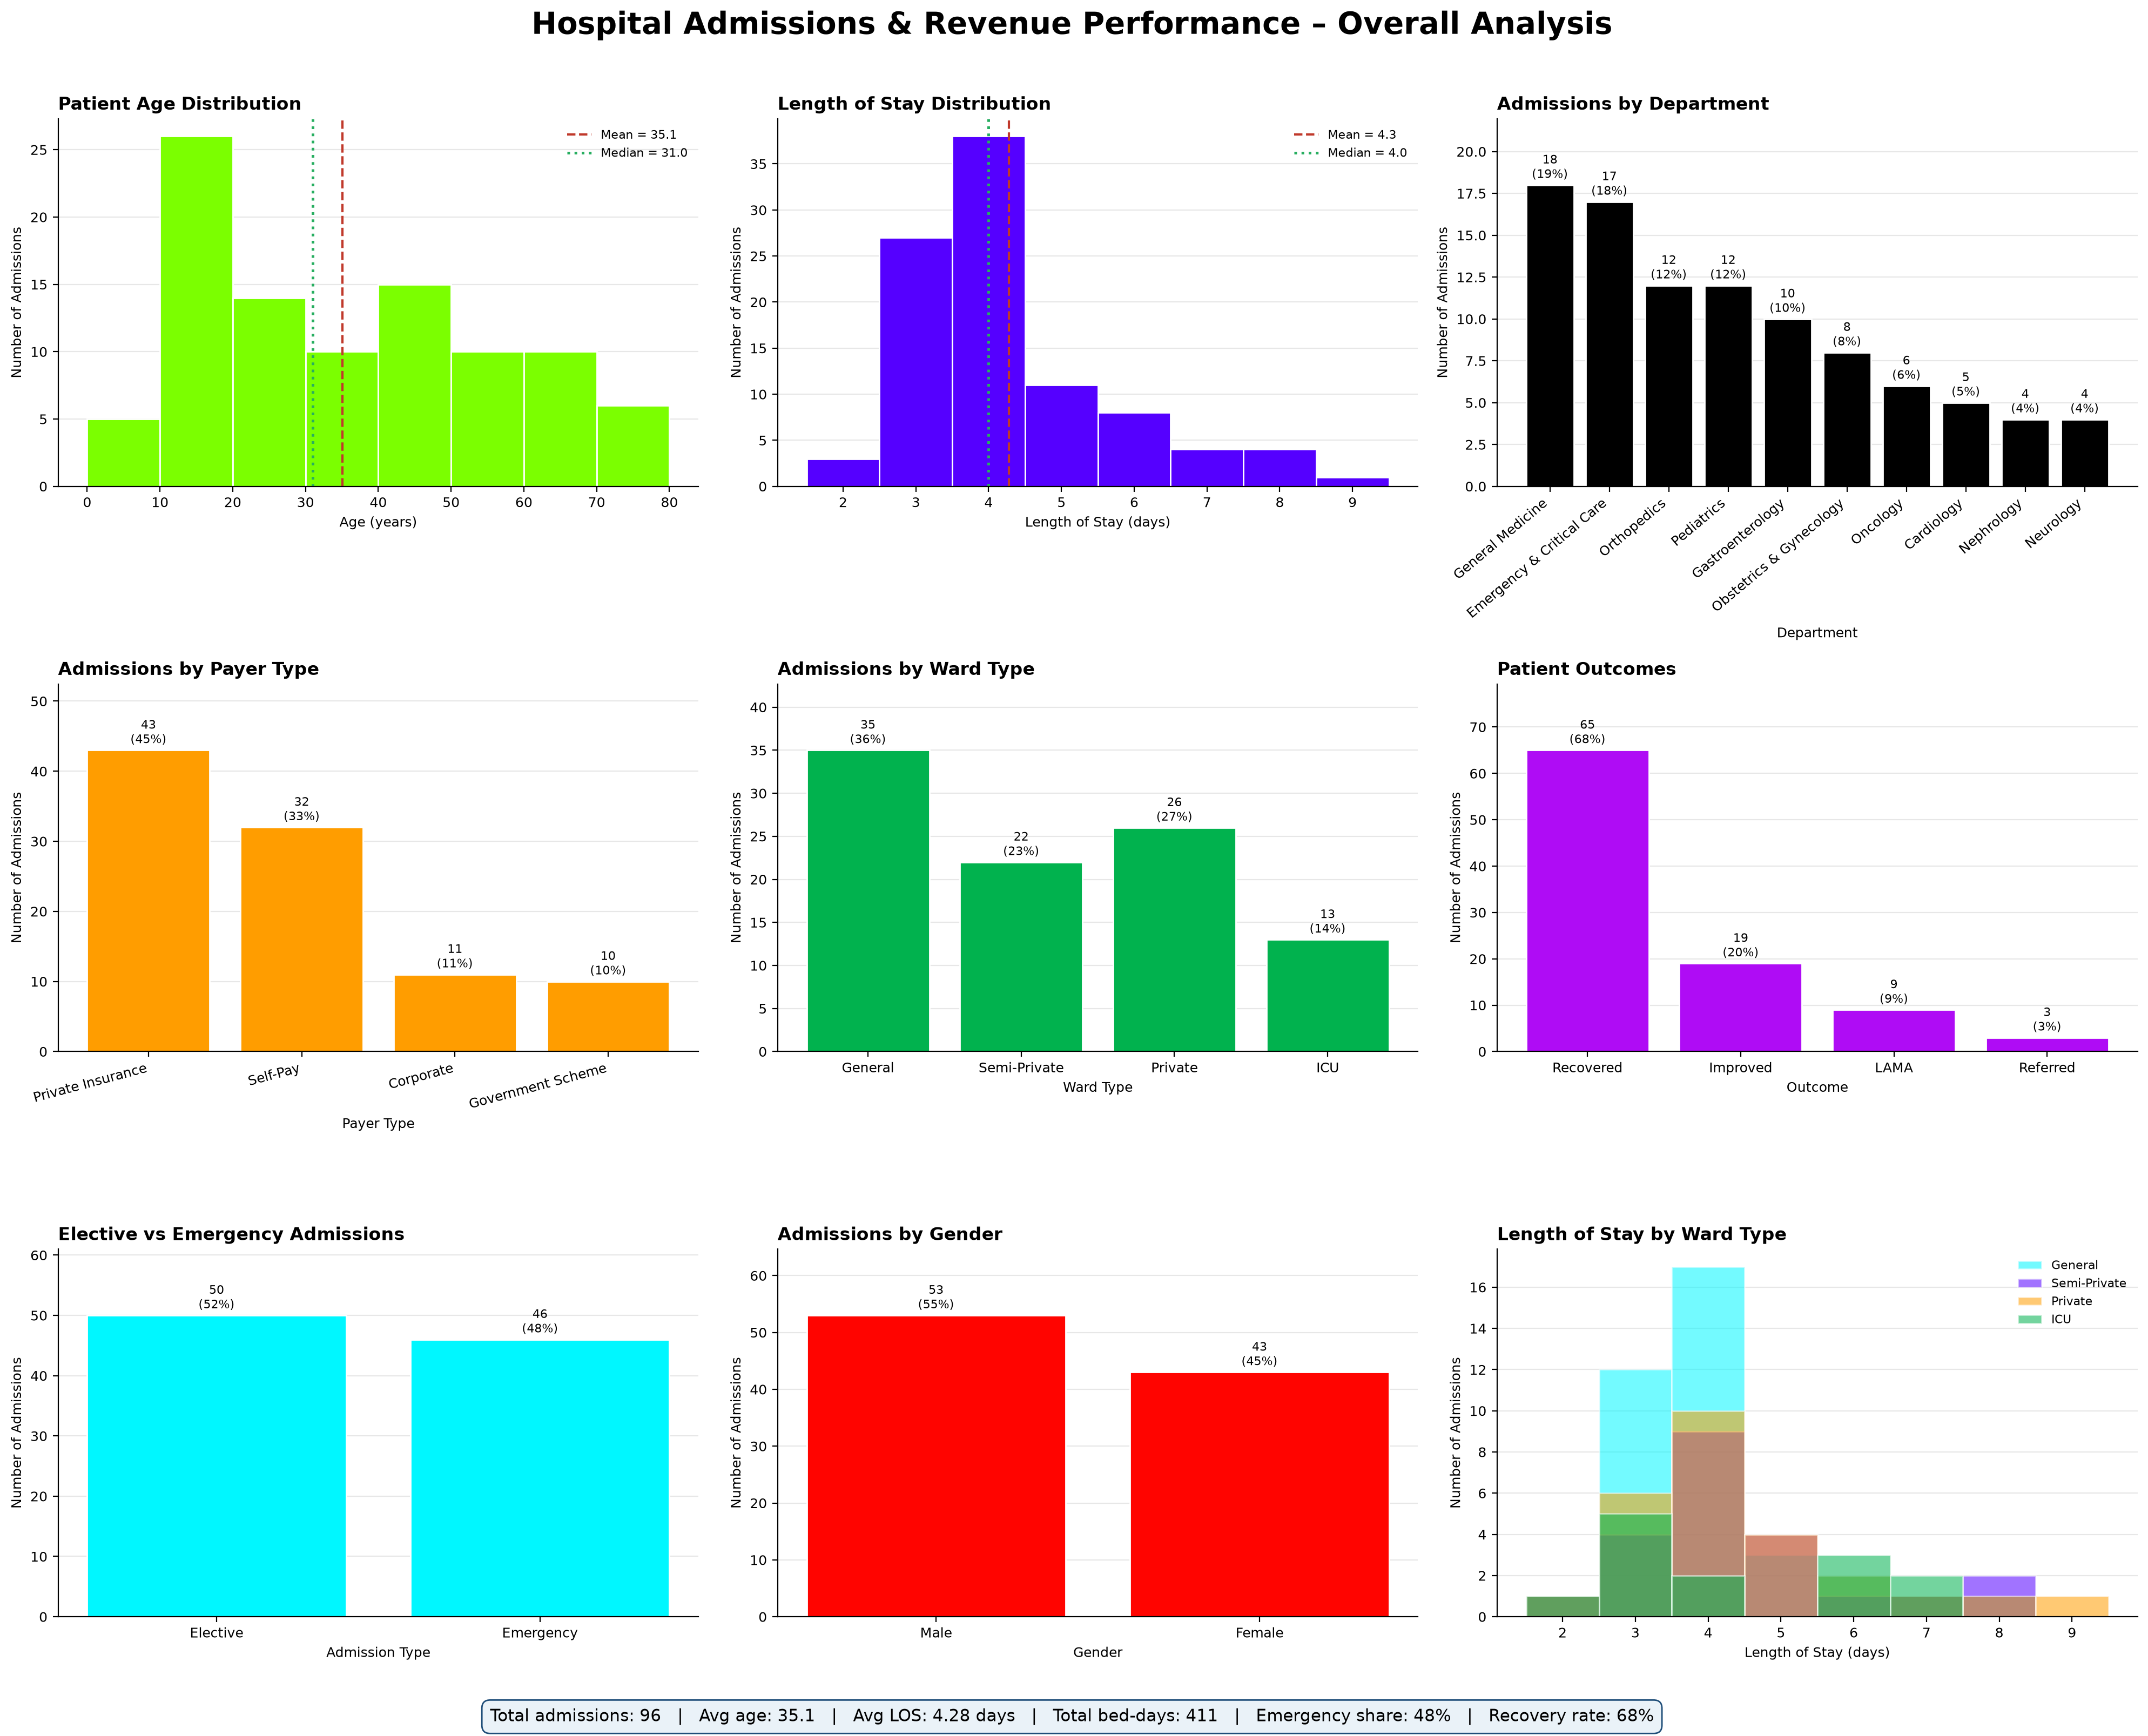 Hospital Admissions & Revenue Performance – Overall Analysis
Patient Age Distribution
Number of Admissions
25
20
15
10
5
0
Mean = 35.1
Median = 31.0
0 10 20 30 40 50 60 70 80
Age (years)
Length of Stay Distribution
Number of Admissions
35
30
25
20
15
10
5
0
Mean = 4.3
Median = 4.0
2 3 4 5 6 7 8 9
Length of Stay (days)
Admissions by Department
Number of Admissions
20.0
17.5
15.0
12.5
10.0
7.5
5.0
2.5
0.0
18
(19%)
17
(18%)
12
(12%)
12
(12%)
10
(10%)
8
(8%)
6
(6%)
5
(5%)
4
(4%)
4
(4%)
General Medicine
Emergency & Critical Care
Orthopedics
Pediatrics
Gastroenterology
Obstetrics & Gynecology
Oncology
Cardiology
Nephrology
Neurology
Department
Admissions by Payer Type
Number of Admissions
50
40
30
20
10
0
43
(45%)
32
(33%)
11
(11%)
10
(10%)
Private Insurance
Self-Pay
Corporate
Government Scheme
Payer Type
Admissions by Ward Type
Number of Admissions
40
35
30
25
20
15
10
5
0
35
(36%)
22
(23%)
26
(27%)
13
(14%)
General Semi-Private Private ICU
Ward Type
Patient Outcomes
Number of Admissions
70
60
50
40
30
20
10
0
65
(68%)
19
(20%)
9
(9%)
3
(3%)
Recovered Improved LAMA Referred
Outcome
Elective vs Emergency Admissions
Number of Admissions
60
50
40
30
20
10
0
50
(52%)
46
(48%)
Elective Emergency
Admission Type
Admissions by Gender
Number of Admissions
60
50
40
30
20
10
0
53
(55%)
43
(45%)
Male Female
Gender
Length of Stay by Ward Type
Number of Admissions
16
14
12
10
8
6
4
2
0
General
Semi-Private
Private
ICU
2 3 4 5 6 7 8 9
Length of Stay (days)
Total admissions: 96 | Avg age: 35.1 | Avg LOS: 4.28 days | Total bed-days: 411 | Emergency share: 48% | Recovery rate: 68%